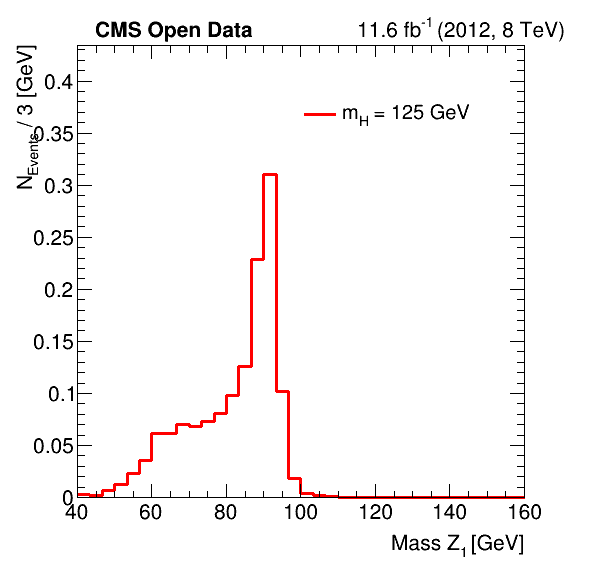 CMS Open Data 11.6 fb⁻¹ (2012, 8 TeV)
N_Events / 3 [GeV]
m_H = 125 GeV
0.4
0.35
0.3
0.25
0.2
0.15
0.1
0.05
0
40 60 80 100 120 140 160
Mass Z₁ [GeV]